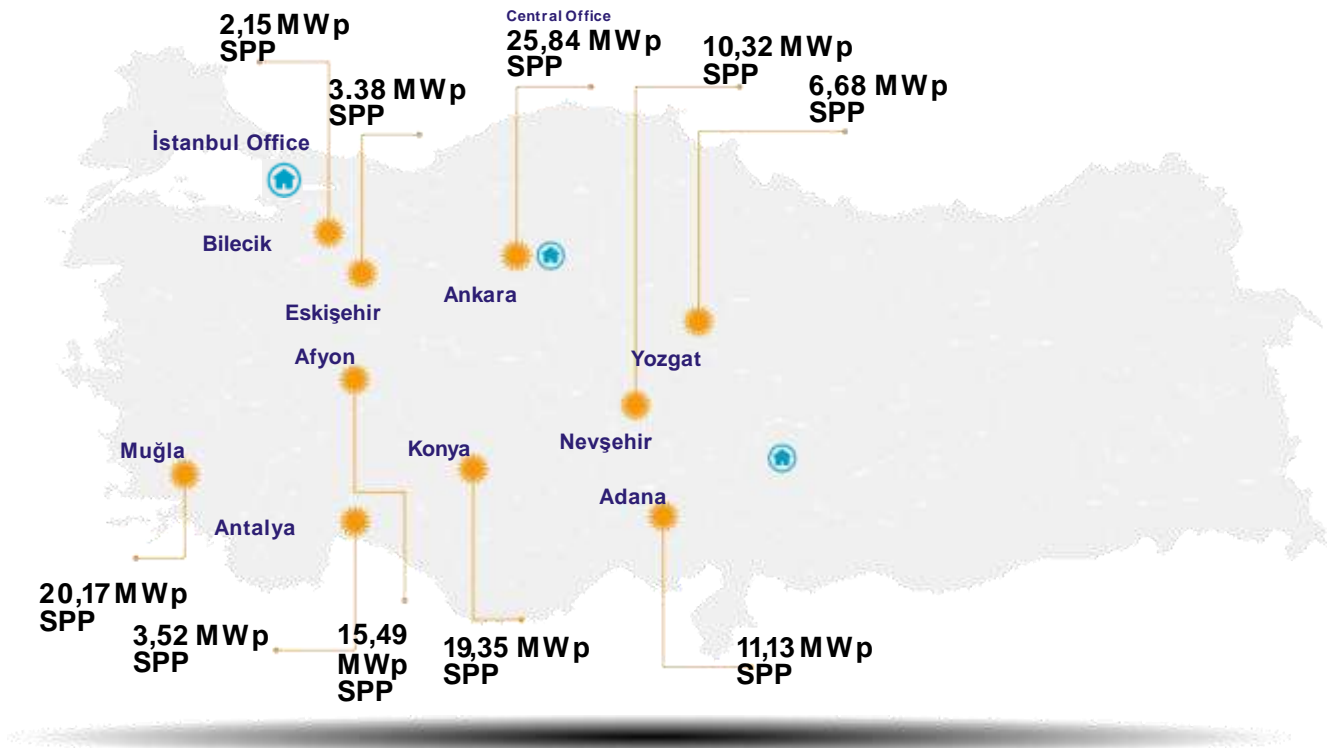 Central Office
2,15 MWp
SPP
25,84 MWp
SPP
10,32 MWp
SPP
3.38 MWp
SPP
6,68 MWp
SPP
İstanbul Office
Bilecik
Eskişehir
Ankara
Afyon
Yozgat
Muğla
Konya
Nevşehir
Adana
Antalya
20,17 MWp
SPP
3,52 MWp
SPP
15,49
MWp
SPP
19,35 MWp
SPP
11,13 MWp
SPP